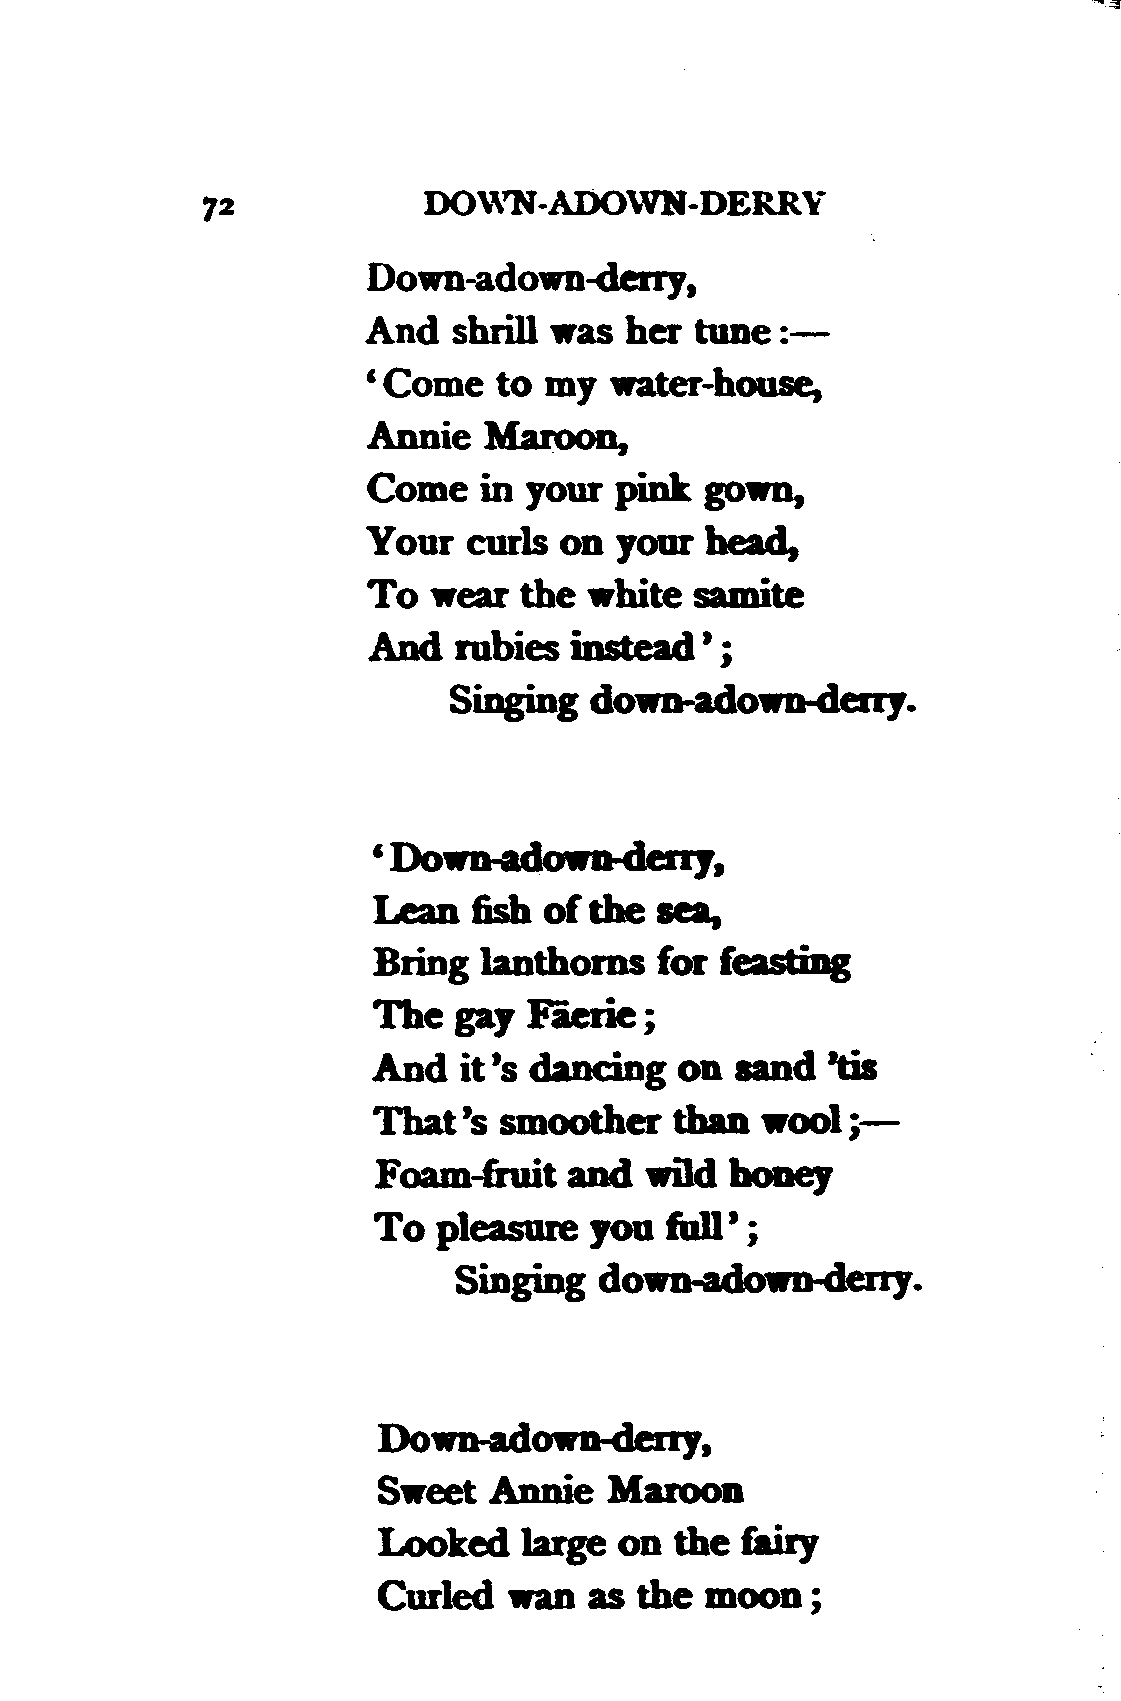 72 DOWN-ADOWN-DERRY
Down-adown-derry,
And shrill was her tune:—
‘Come to my water-house,
Annie Maroon,
Come in your pink gown,
Your curls on your head,
To wear the white samite
And rubies instead’;
Singing down-adown-derry.
‘Down-adown-derry,
Lean fish of the sea,
Bring lanthorns for feasting
The gay Fäerie;
And it’s dancing on sand ’tis
That’s smoother than wool;—
Foam-fruit and wild honey
To pleasure you full’;
Singing down-adown-derry.
Down-adown-derry,
Sweet Annie Maroon
Looked large on the fairy
Curled wan as the moon;